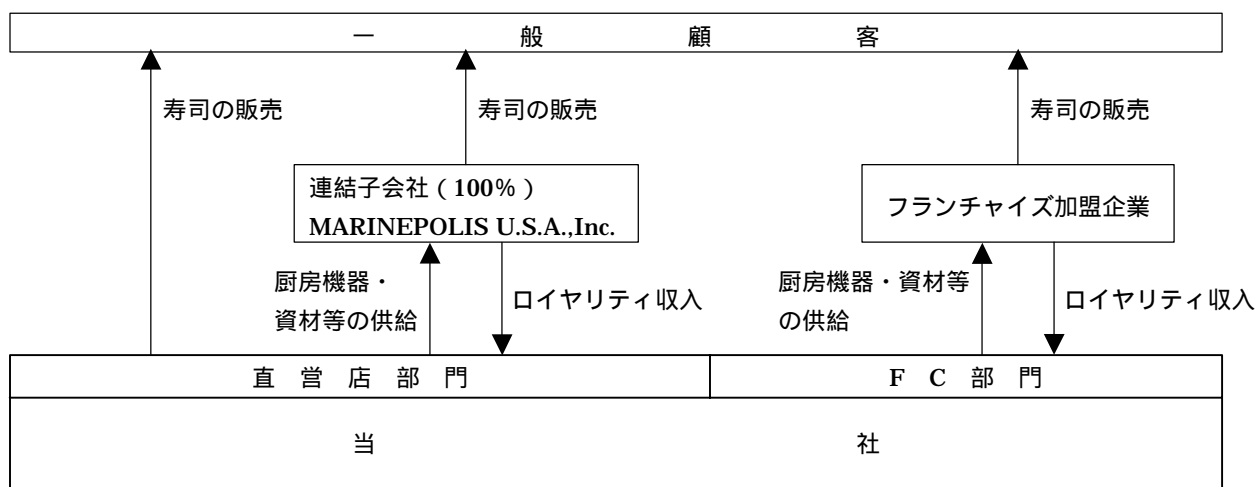 一般顧客
寿司の販売
寿司の販売
寿司の販売
連結子会社（100％）
MARINEPOLIS U.S.A.,Inc.
フランチャイズ加盟企業
厨房機器・
資材等の供給
ロイヤリティ収入
厨房機器・資材等
の供給
ロイヤリティ収入
直営店部門
FC部門
当社